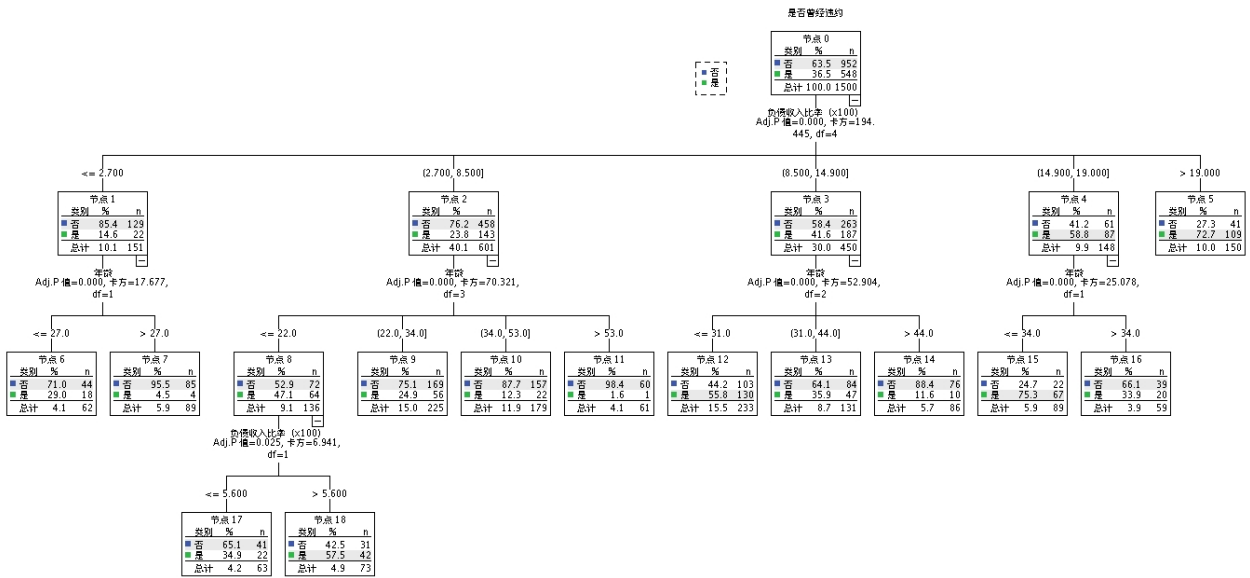 是否曾经违约
节点 0
类别 % n
否 63.5 952
是 36.5 548
总计 100.0 1500
否
是
负债收入比率 (x100)
Adj.P 值=0.000, 卡方=194.
445, df=4
<= 2.700
(2.700, 8.500]
(8.500, 14.900]
(14.900, 19.000]
> 19.000
节点 1
类别 % n
否 85.4 129
是 14.6 22
总计 10.1 151
节点 2
类别 % n
否 76.2 458
是 23.8 143
总计 40.1 601
节点 3
类别 % n
否 58.4 263
是 41.6 187
总计 30.0 450
节点 4
类别 % n
否 41.2 61
是 58.8 87
总计 9.9 148
节点 5
类别 % n
否 27.3 41
是 72.7 109
总计 10.0 150
年龄
Adj.P 值=0.000, 卡方=17.677,
df=1
年龄
Adj.P 值=0.000, 卡方=70.321,
df=3
年龄
Adj.P 值=0.000, 卡方=52.904,
df=2
年龄
Adj.P 值=0.000, 卡方=25.078,
df=1
<= 27.0
> 27.0
<= 22.0
(22.0, 34.0]
(34.0, 53.0]
> 53.0
<= 31.0
(31.0, 44.0]
> 44.0
<= 34.0
> 34.0
节点 6
类别 % n
否 71.0 44
是 29.0 18
总计 4.1 62
节点 7
类别 % n
否 95.5 85
是 4.5 4
总计 5.9 89
节点 8
类别 % n
否 52.9 72
是 47.1 64
总计 9.1 136
节点 9
类别 % n
否 75.1 169
是 24.9 56
总计 15.0 225
节点 10
类别 % n
否 87.7 157
是 12.3 22
总计 11.9 179
节点 11
类别 % n
否 98.4 60
是 1.6 1
总计 4.1 61
节点 12
类别 % n
否 44.2 103
是 55.8 130
总计 15.5 233
节点 13
类别 % n
否 64.1 84
是 35.9 47
总计 8.7 131
节点 14
类别 % n
否 88.4 76
是 11.6 10
总计 5.7 86
节点 15
类别 % n
否 24.7 22
是 75.3 67
总计 5.9 89
节点 16
类别 % n
否 66.1 39
是 33.9 20
总计 3.9 59
负债收入比率 (x100)
Adj.P 值=0.025, 卡方=6.941,
df=1
<= 5.600
> 5.600
节点 17
类别 % n
否 65.1 41
是 34.9 22
总计 4.2 63
节点 18
类别 % n
否 42.5 31
是 57.5 42
总计 4.9 73